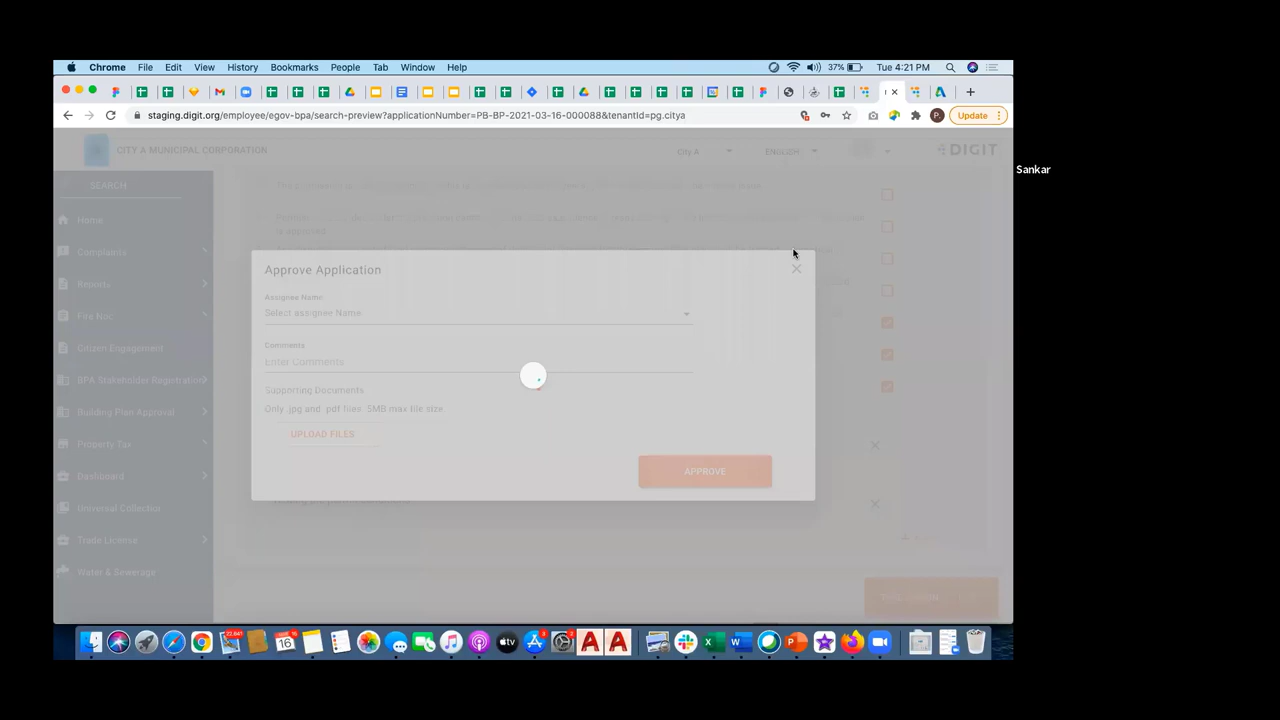 Chrome File Edit View History Bookmarks People Tab Window Help 37% Tue 4:21 PM
staging.digit.org/employee/egov-bpa/search-preview?applicationNumber=PB-BP-2021-03-16-000088&tenantId=pg.citya Update
CITY A MUNICIPAL CORPORATION City A ENGLISH DIGIT
Sankar
SEARCH
Home
Complaints
Reports
Fire Noc
Citizen Engagement
BPA Stakeholder Registration
Building Plan Approval
Property Tax
Dashboard
Universal Collection
Trade License
Water & Sewerage
Approve Application
Assignee Name
Select assignee Name
Comments
Enter Comments
Supporting Documents
Only .jpg and .pdf files. 5MB max file size.
UPLOAD FILES
APPROVE